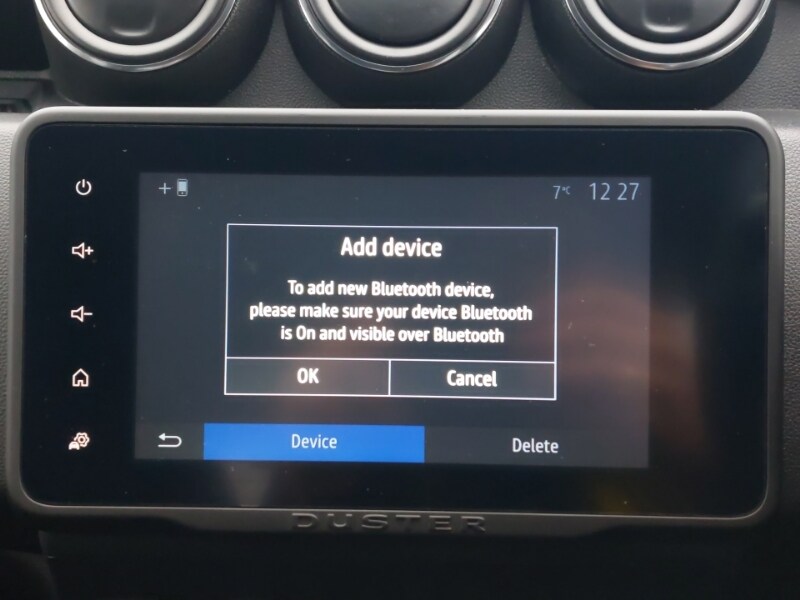 7°C 12 27
Add device
To add new Bluetooth device,
please make sure your device Bluetooth
is On and visible over Bluetooth
OK Cancel
Device Delete
DUSTER